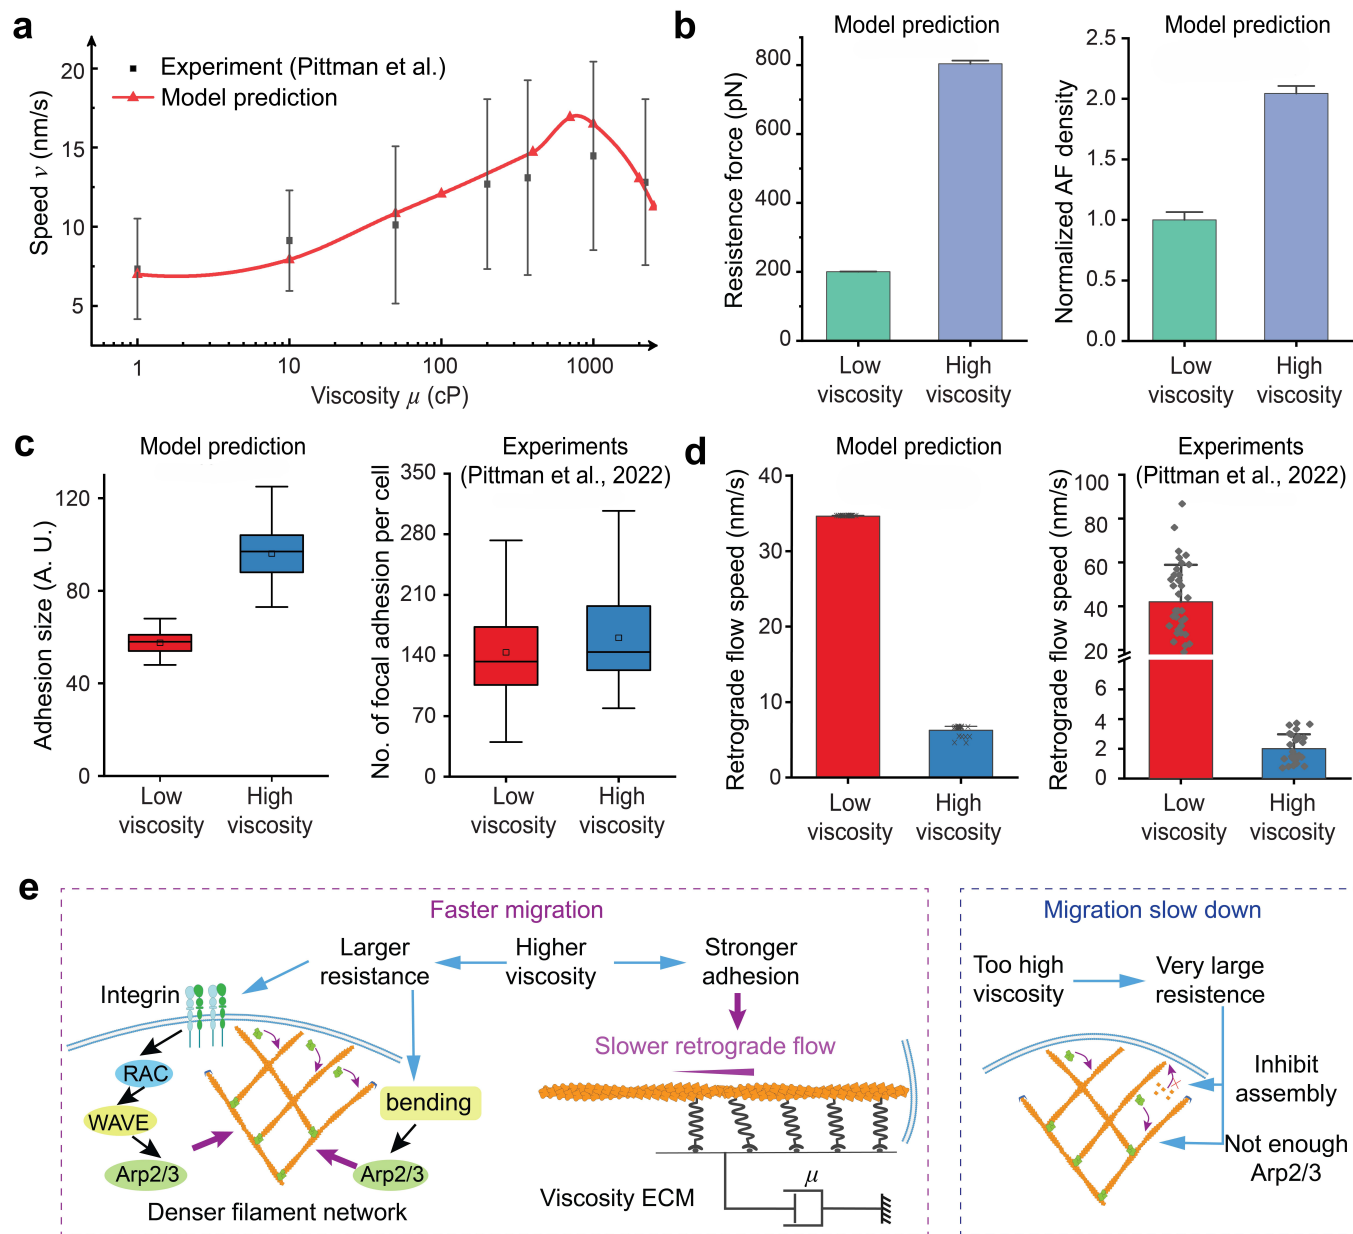 a
Speed v (nm/s)
20
15
10
5
Experiment (Pittman et al.)
Model prediction
1
10
100
1000
Viscosity μ (cP)
b
Model prediction
Resistence force (pN)
800
600
400
200
0
Low
viscosity
High
viscosity
Model prediction
Normalized AF density
2.5
2.0
1.5
1.0
0.5
0.0
Low
viscosity
High
viscosity
c
Model prediction
Adhesion size (A. U.)
120
80
40
0
Low
viscosity
High
viscosity
Experiments
(Pittman et al., 2022)
No. of focal adhesion per cell
350
280
210
140
70
0
Low
viscosity
High
viscosity
d
Model prediction
Retrograde flow speed (nm/s)
40
30
20
10
0
Low
viscosity
High
viscosity
Experiments
(Pittman et al., 2022)
Retrograde flow speed (nm/s)
100
80
60
40
20
6
4
2
0
Low
viscosity
High
viscosity
e
Faster migration
Larger
resistance
Higher
viscosity
Stronger
adhesion
Integrin
RAC
WAVE
Arp2/3
bending
Arp2/3
Denser filament network
Slower retrograde flow
μ
Viscosity ECM
Migration slow down
Too high
viscosity
Very large
resistence
Inhibit
assembly
Not enough
Arp2/3